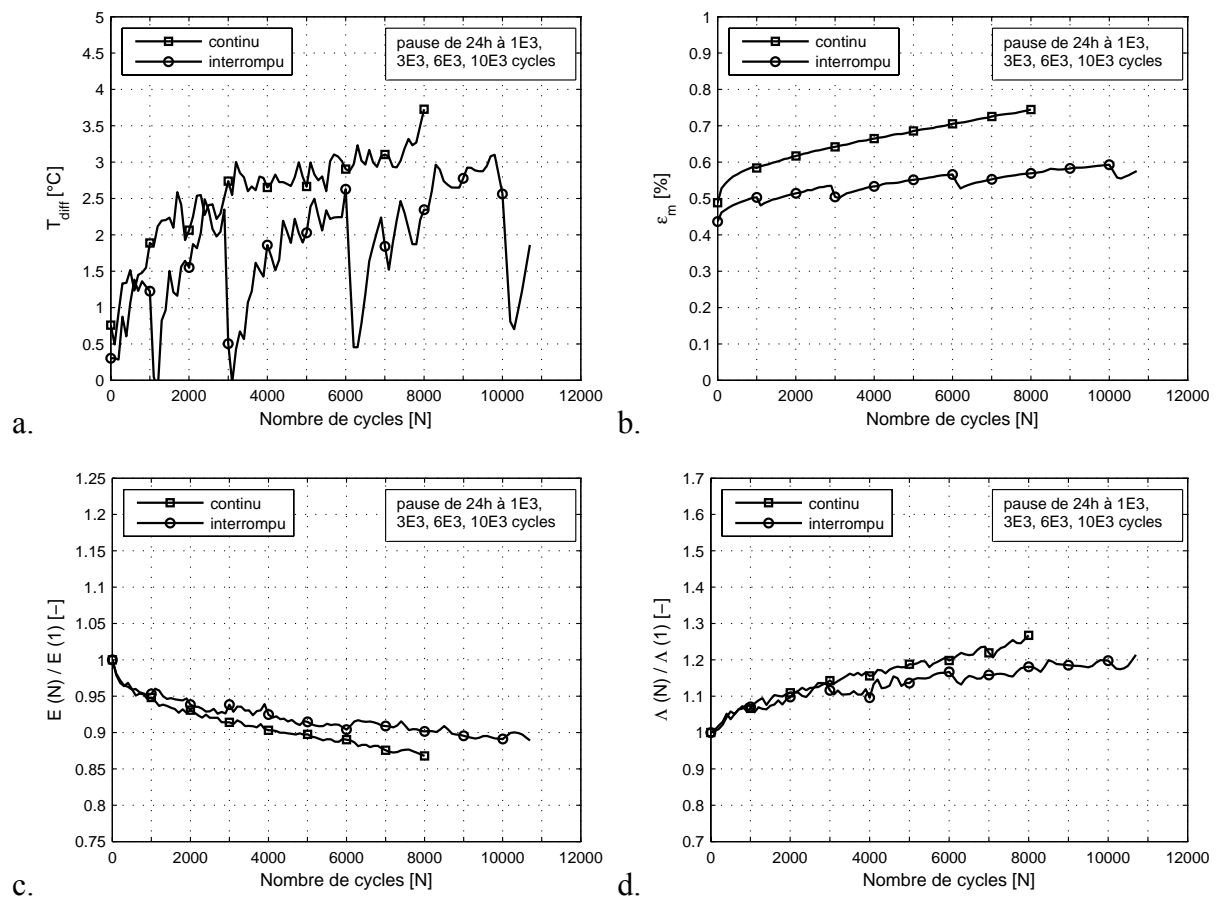 5
4.5
4
3.5
3
2.5
2
1.5
1
0.5
0
T_diff [°C]
continu
interrompu
pause de 24h à 1E3,
3E3, 6E3, 10E3 cycles
0 2000 4000 6000 8000 10000 12000
Nombre de cycles [N]
a.
1
0.9
0.8
0.7
0.6
0.5
0.4
0.3
0.2
0.1
0
ε_m [%]
continu
interrompu
pause de 24h à 1E3,
3E3, 6E3, 10E3 cycles
0 2000 4000 6000 8000 10000 12000
Nombre de cycles [N]
b.
1.25
1.2
1.15
1.1
1.05
1
0.95
0.9
0.85
0.8
0.75
E (N) / E (1) [−]
continu
interrompu
pause de 24h à 1E3,
3E3, 6E3, 10E3 cycles
0 2000 4000 6000 8000 10000 12000
Nombre de cycles [N]
c.
1.7
1.6
1.5
1.4
1.3
1.2
1.1
1
0.9
0.8
0.7
Λ (N) / Λ (1) [−]
continu
interrompu
pause de 24h à 1E3,
3E3, 6E3, 10E3 cycles
0 2000 4000 6000 8000 10000 12000
Nombre de cycles [N]
d.